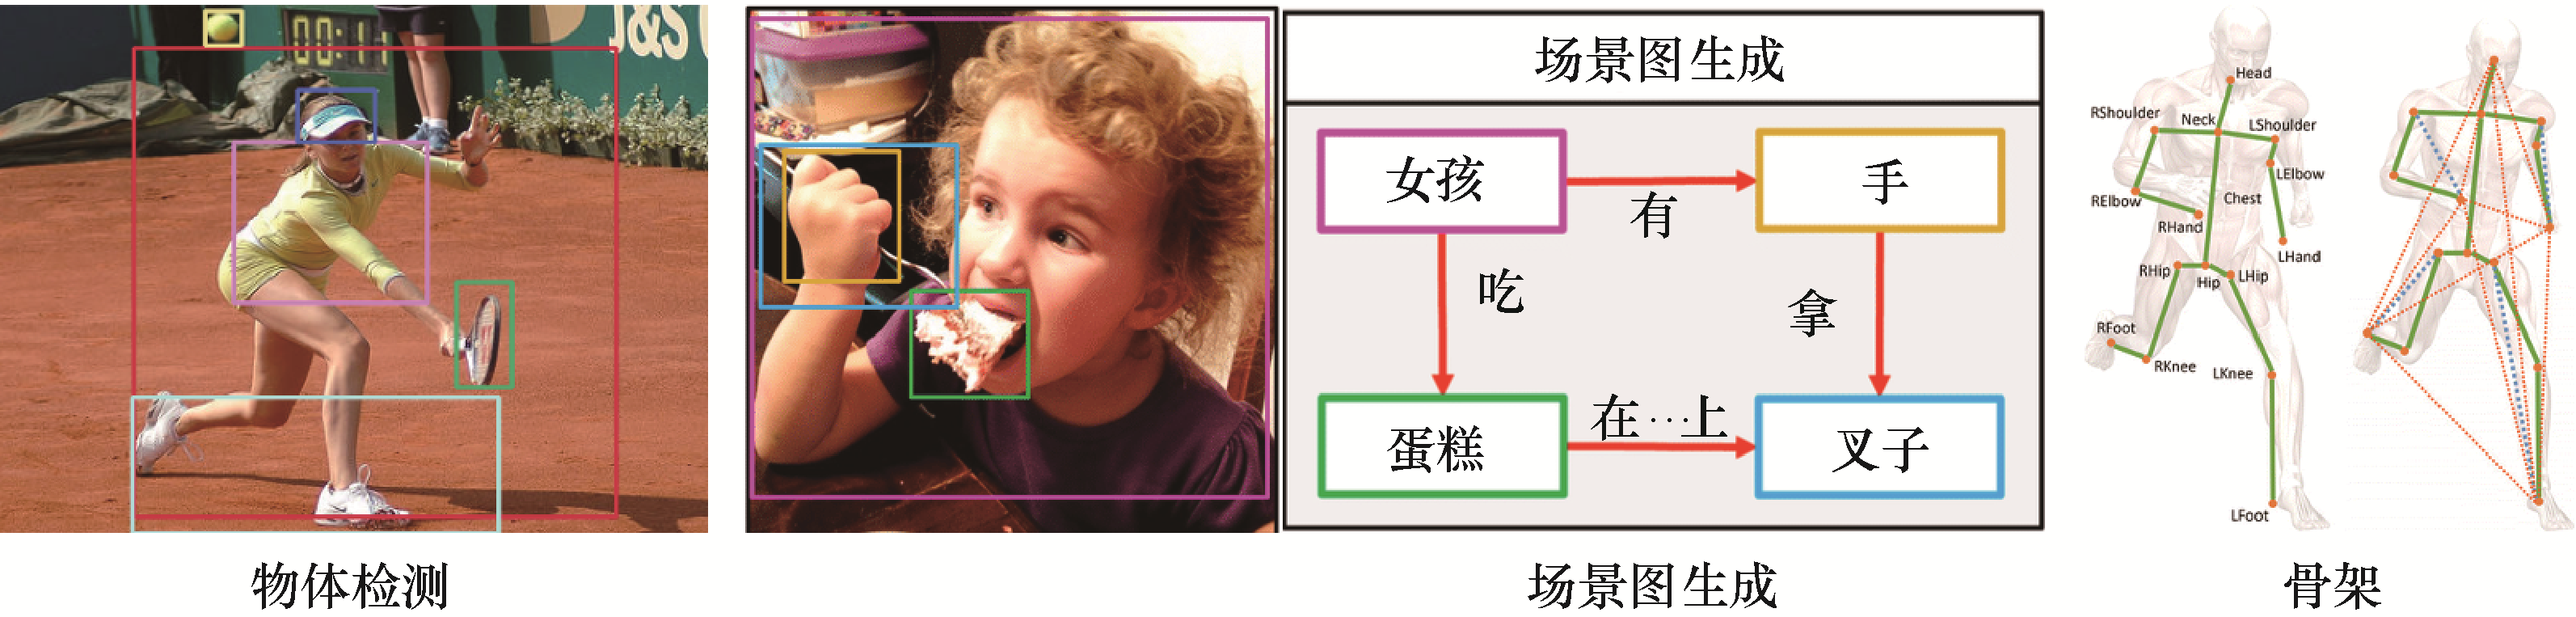 00:11
J&S
物体检测
场景图生成
女孩
有
手
吃
拿
蛋糕
在…上
叉子
场景图生成
Head
RShoulder
Neck
LShoulder
LElbow
RElbow
Chest
RHand
LHand
RHip
Hip
LHip
RFoot
RKnee
LKnee
LFoot
骨架